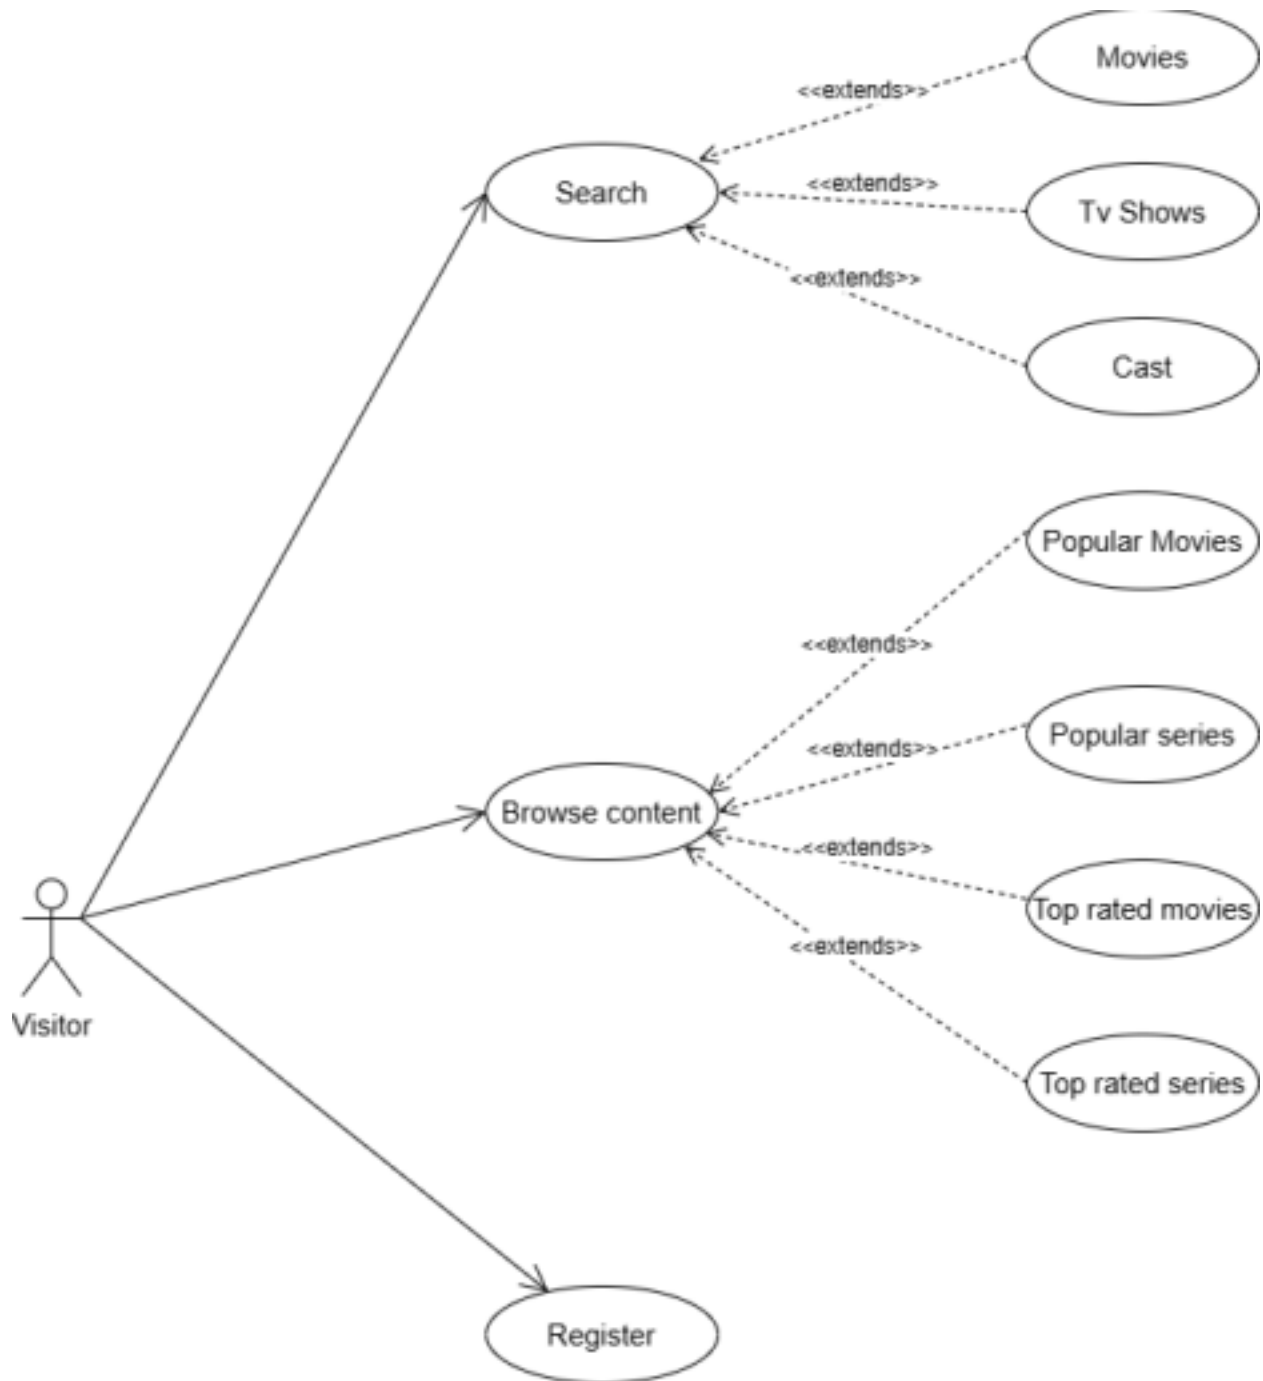 Movies
<<extends>>
Search
<<extends>>
Tv Shows
<<extends>>
Cast
Popular Movies
<<extends>>
Popular series
<<extends>>
Browse content
<<extends>>
Top rated movies
<<extends>>
Visitor
Top rated series
Register